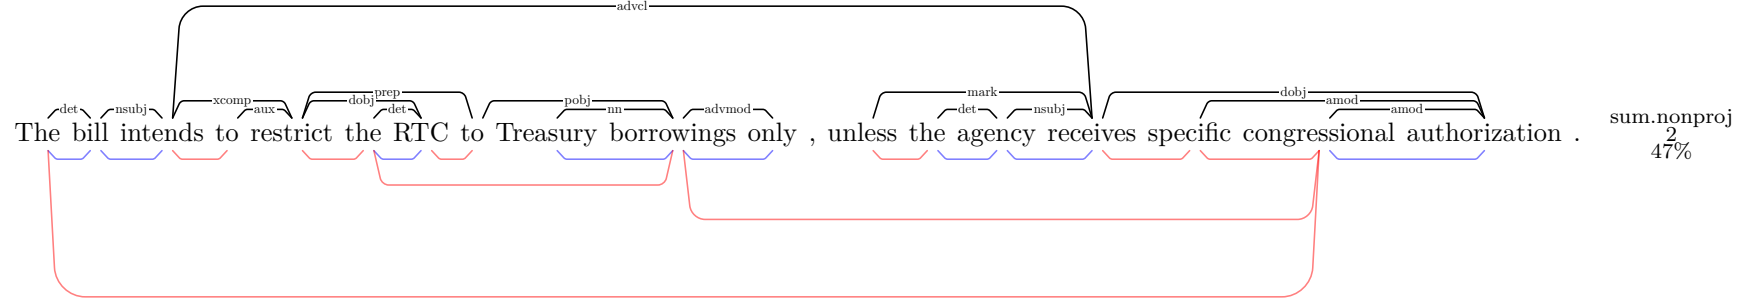 advcl
prep
xcomp dobj pobj mark dobj
amod
det nsubj aux det nn advmod det nsubj amod
The bill intends to restrict the RTC to Treasury borrowings only , unless the agency receives specific congressional authorization .
sum.nonproj
2
47%